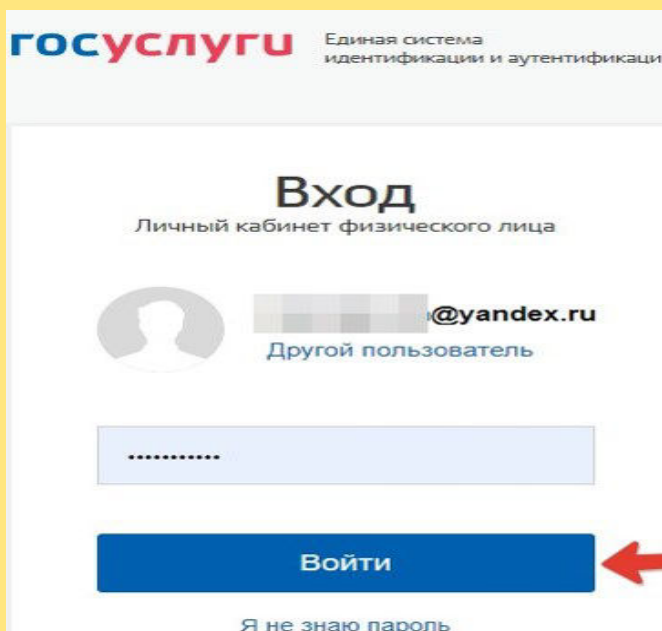 госуслуги
Единая система
идентификации и аутентификаци
Вход
Личный кабинет физического лица
@yandex.ru
Другой пользователь
...........
Войти
Я не знаю пароль